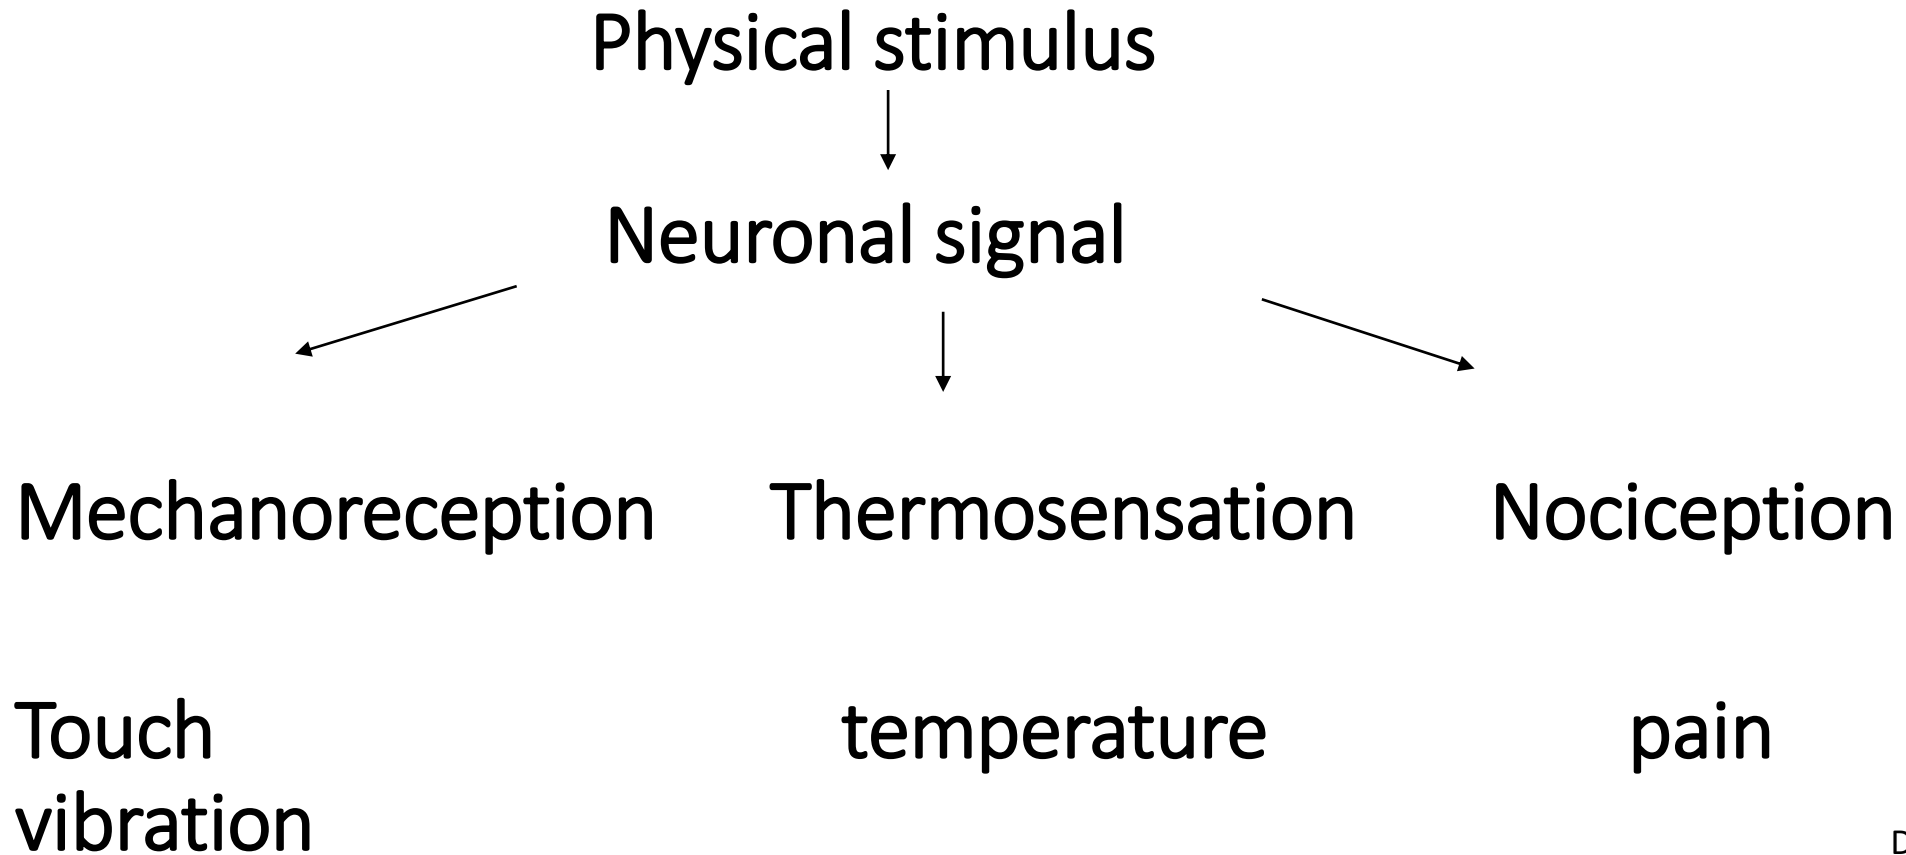 Physical stimulus
Neuronal signal
Mechanoreception Thermosensation Nociception
Touch temperature pain
vibration
D